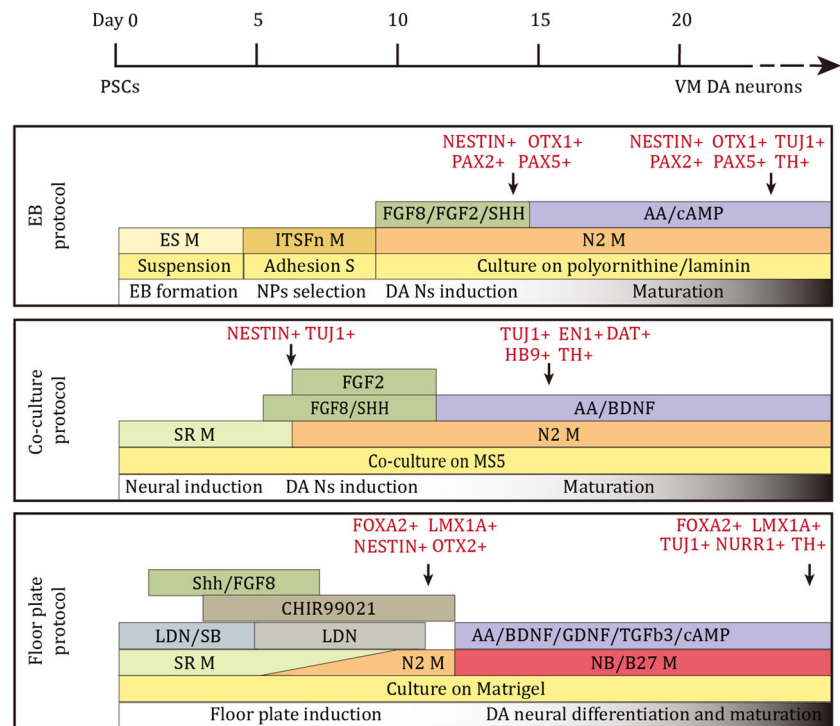 Day 0 5 10 15 20
PSCs VM DA neurons
EB
protocol
NESTIN+ OTX1+
PAX2+ PAX5+
NESTIN+ OTX1+ TUJ1+
PAX2+ PAX5+ TH+
FGF8/FGF2/SHH AA/cAMP
ES M ITSFn M N2 M
Suspension Adhesion S Culture on polyornithine/laminin
EB formation NPs selection DA Ns induction Maturation
Co-culture
protocol
NESTIN+ TUJ1+
TUJ1+ EN1+ DAT+
HB9+ TH+
FGF2
FGF8/SHH AA/BDNF
SR M N2 M
Co-culture on MS5
Neural induction DA Ns induction Maturation
Floor plate
protocol
FOXA2+ LMX1A+
NESTIN+ OTX2+
FOXA2+ LMX1A+
TUJ1+ NURR1+ TH+
Shh/FGF8
CHIR99021
LDN/SB LDN AA/BDNF/GDNF/TGFb3/cAMP
SR M N2 M NB/B27 M
Culture on Matrigel
Floor plate induction DA neural differentiation and maturation